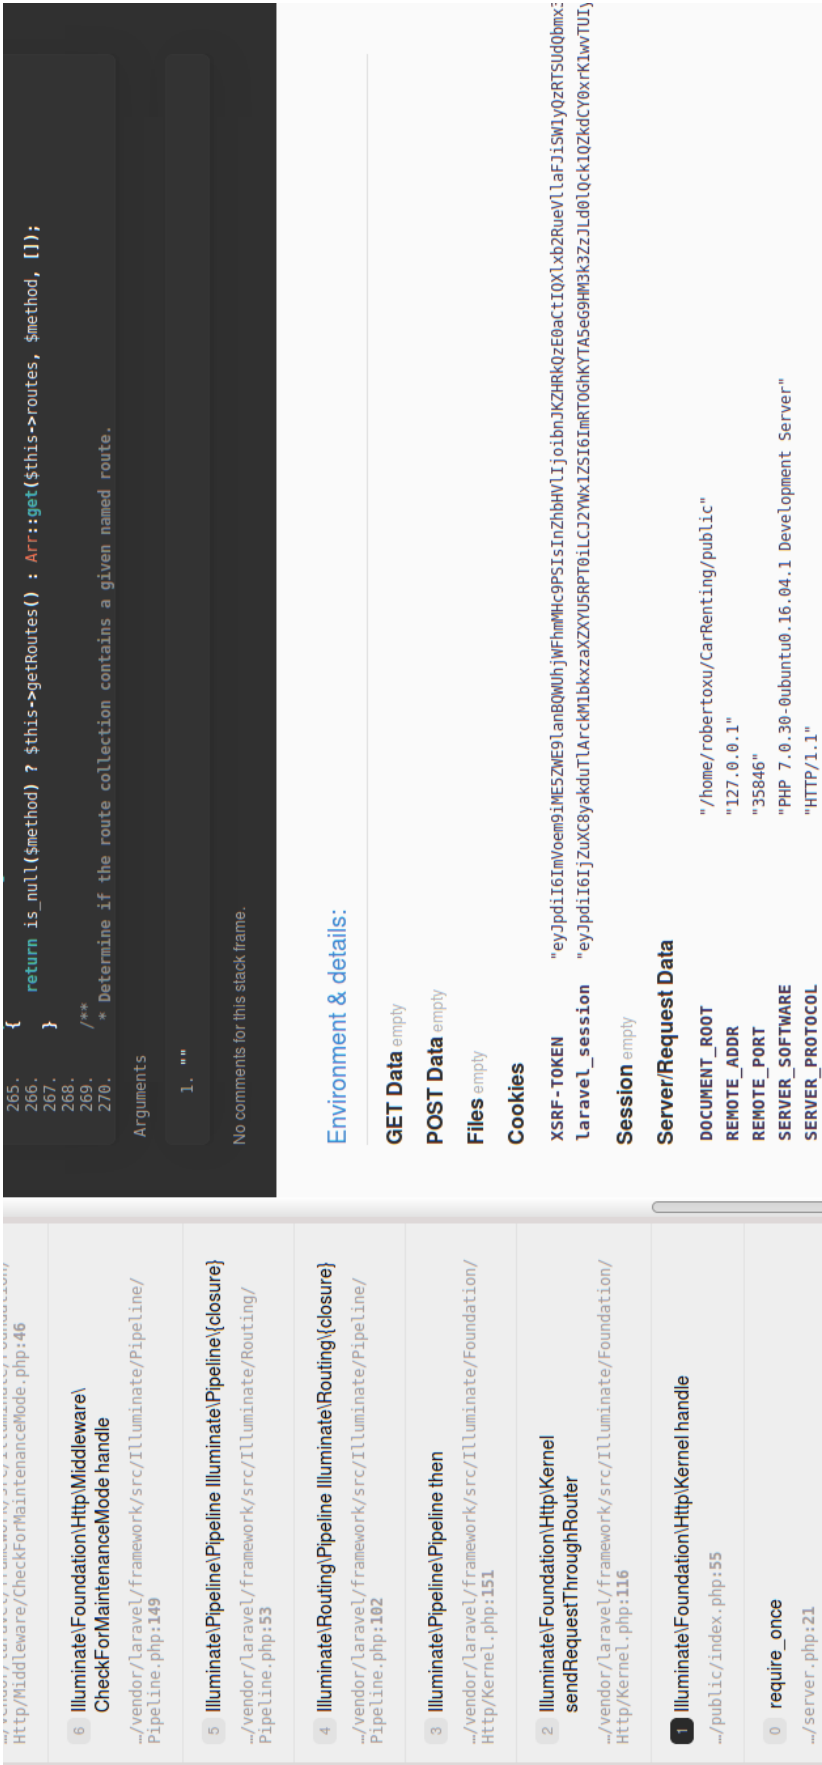 Http/Middleware/CheckForMaintenanceMode.php:46
6 Illuminate\Foundation\Http\Middleware\
CheckForMaintenanceMode handle
…/vendor/laravel/framework/src/Illuminate/Pipeline/
Pipeline.php:149
5 Illuminate\Pipeline\Pipeline Illuminate\Pipeline\{closure}
…/vendor/laravel/framework/src/Illuminate/Routing/
Pipeline.php:53
4 Illuminate\Routing\Pipeline Illuminate\Routing\{closure}
…/vendor/laravel/framework/src/Illuminate/Pipeline/
Pipeline.php:102
3 Illuminate\Pipeline\Pipeline then
…/vendor/laravel/framework/src/Illuminate/Foundation/
Http/Kernel.php:151
2 Illuminate\Foundation\Http\Kernel
sendRequestThroughRouter
…/vendor/laravel/framework/src/Illuminate/Foundation/
Http/Kernel.php:116
1 Illuminate\Foundation\Http\Kernel handle
…/public/index.php:55
0 require_once
…/server.php:21
265. {
266. return is_null($method) ? $this->getRoutes() : Arr::get($this->routes, $method, []);
267. }
268.
269. /**
270. * Determine if the route collection contains a given named route.
Arguments
1. ""
No comments for this stack frame.
Environment & details:
GET Data empty
POST Data empty
Files empty
Cookies
XSRF-TOKEN
laravel_session
Session empty
Server/Request Data
DOCUMENT_ROOT "/home/robertoxu/CarRenting/public"
REMOTE_ADDR "127.0.0.1"
REMOTE_PORT "35846"
SERVER_SOFTWARE "PHP 7.0.30-0ubuntu0.16.04.1 Development Server"
SERVER_PROTOCOL "HTTP/1.1"